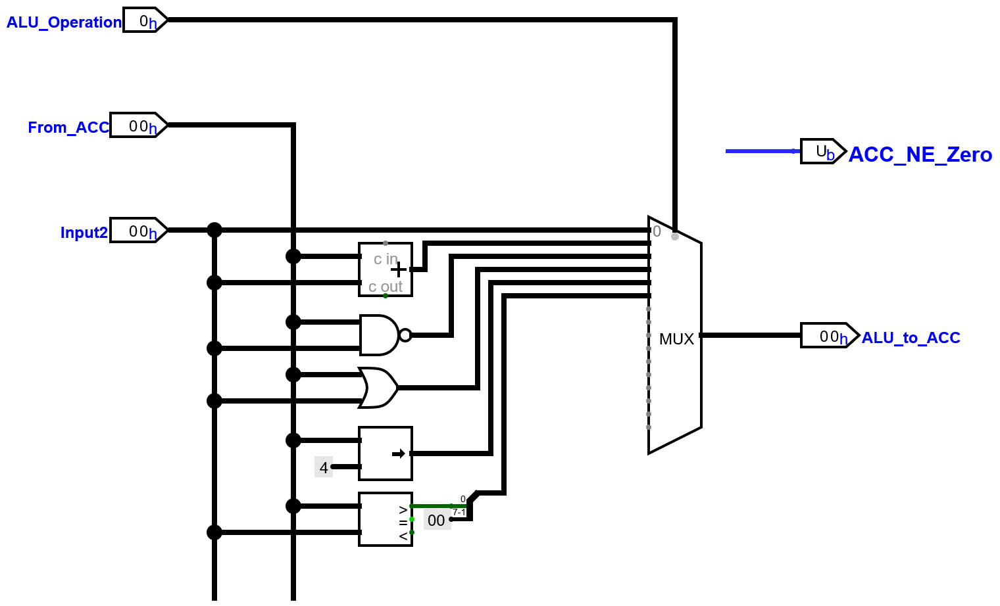 ALU_Operation 0h
From_ACC 00h
Ub ACC_NE_Zero
Input2 00h
0
c in
+
c out
MUX
00h ALU_to_ACC
4
→
0
>
7-1
=
00
<